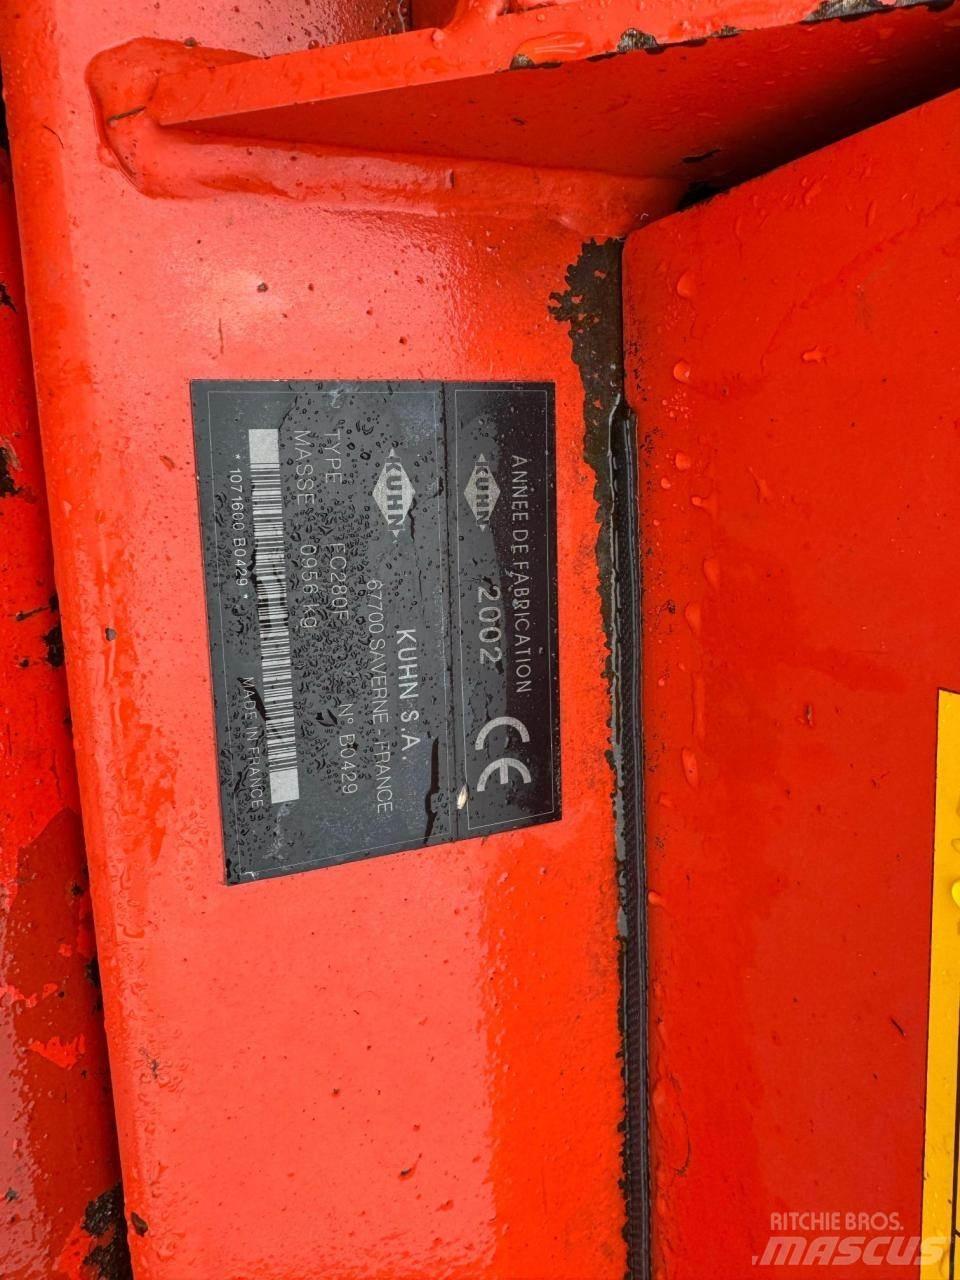 ANNEE DE FABRICATION
KUHN 2002 CE
KUHN KUHN S.A.
67700 SAVERNE FRANCE
TYPE FC280F N° B0429
MASSE 0956 kg
* 1071600 B0429 *
MADE IN FRANCE
RITCHIE BROS.
MASCUS